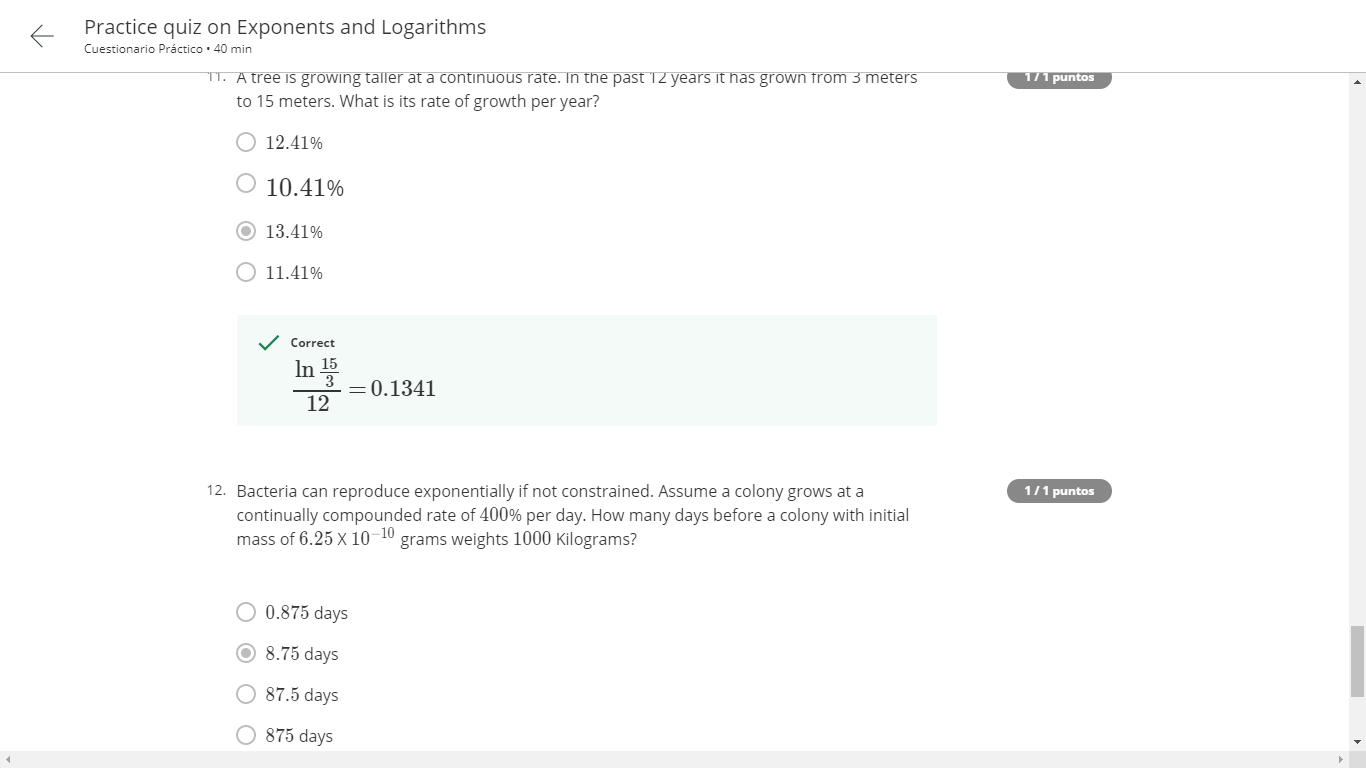 Practice quiz on Exponents and Logarithms
Cuestionario Práctico • 40 min
11. A tree is growing taller at a continuous rate. In the past 12 years it has grown from 3 meters
1 / 1 puntos
to 15 meters. What is its rate of growth per year?
12.41%
10.41%
13.41%
11.41%
Correct
ln 15/3
/12 = 0.1341
12. Bacteria can reproduce exponentially if not constrained. Assume a colony grows at a
1 / 1 puntos
continually compounded rate of 400% per day. How many days before a colony with initial
mass of 6.25 X 10⁻¹⁰ grams weights 1000 Kilograms?
0.875 days
8.75 days
87.5 days
875 days